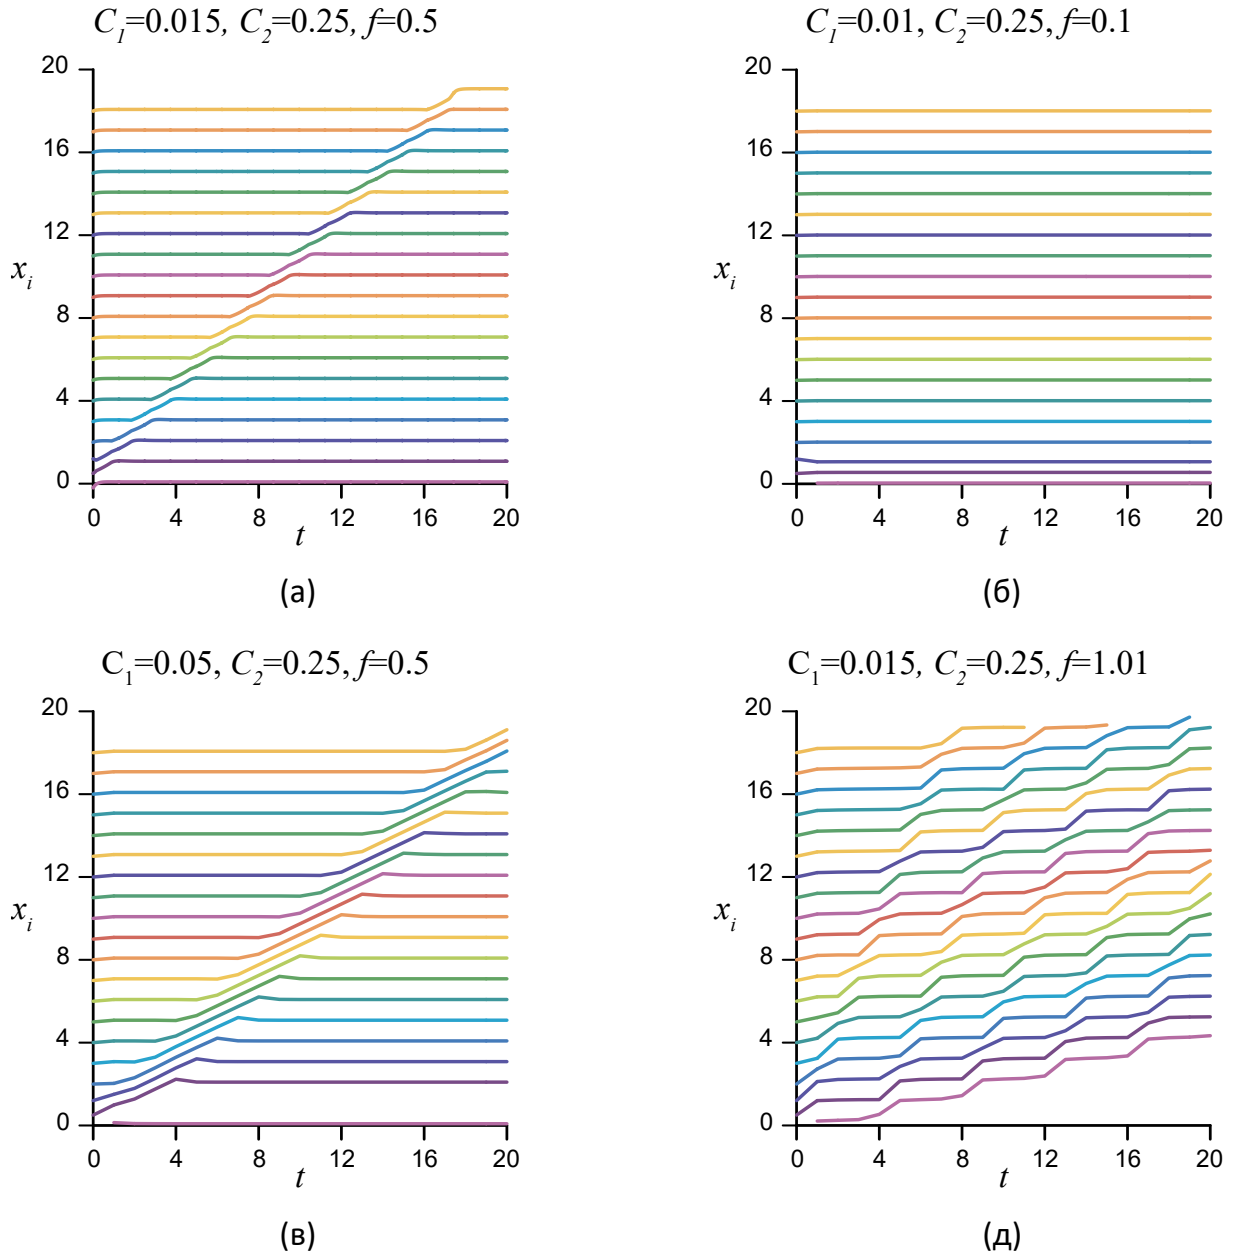 C₁=0.015, C₂=0.25, f=0.5
20
16
12
xᵢ
8
4
0
0 4 8 12 16 20
t
(а)
C₁=0.01, C₂=0.25, f=0.1
20
16
12
xᵢ
8
4
0
0 4 8 12 16 20
t
(б)
C₁=0.05, C₂=0.25, f=0.5
20
16
12
xᵢ
8
4
0
0 4 8 12 16 20
t
(в)
C₁=0.015, C₂=0.25, f=1.01
20
16
12
xᵢ
8
4
0
0 4 8 12 16 20
t
(д)